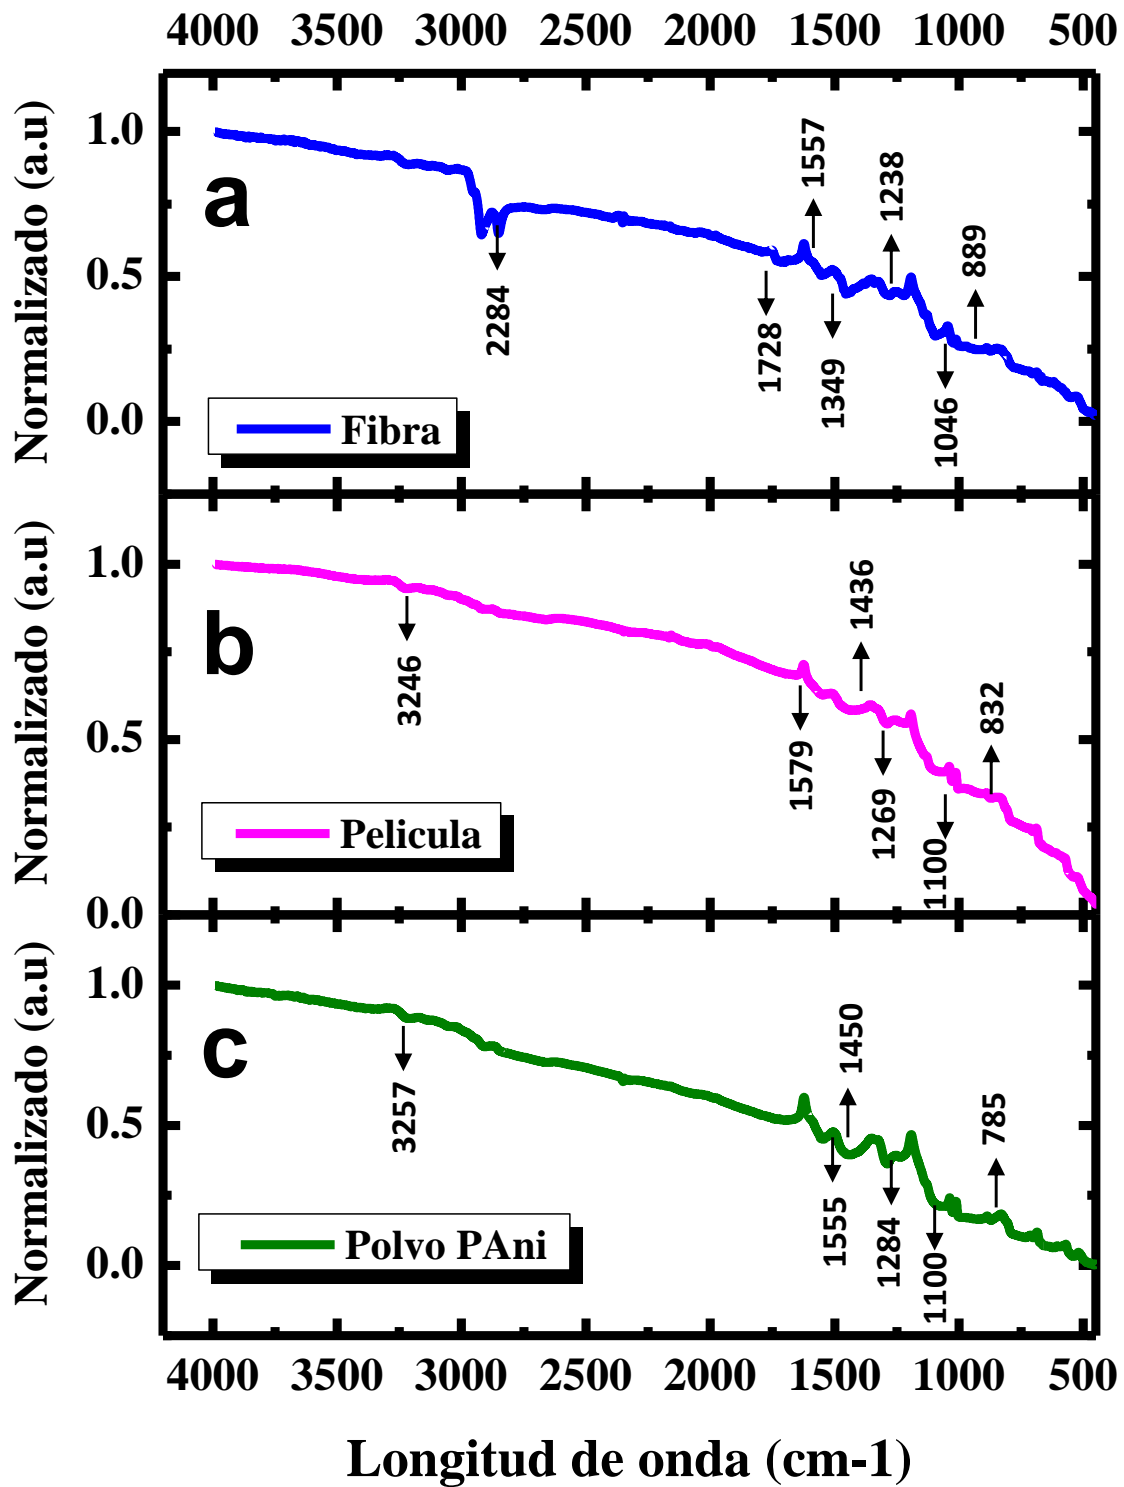 4000 3500 3000 2500 2000 1500 1000 500
Normalizado (a.u)
1.0
0.5
0.0
a
2284
1728
1557
1349
1238
1046
889
Fibra
Normalizado (a.u)
1.0
0.5
0.0
b
3246
1579
1436
1269
1100
832
Pelicula
Normalizado (a.u)
1.0
0.5
0.0
c
3257
1555
1450
1284
1100
785
Polvo PAni
4000 3500 3000 2500 2000 1500 1000 500
Longitud de onda (cm-1)